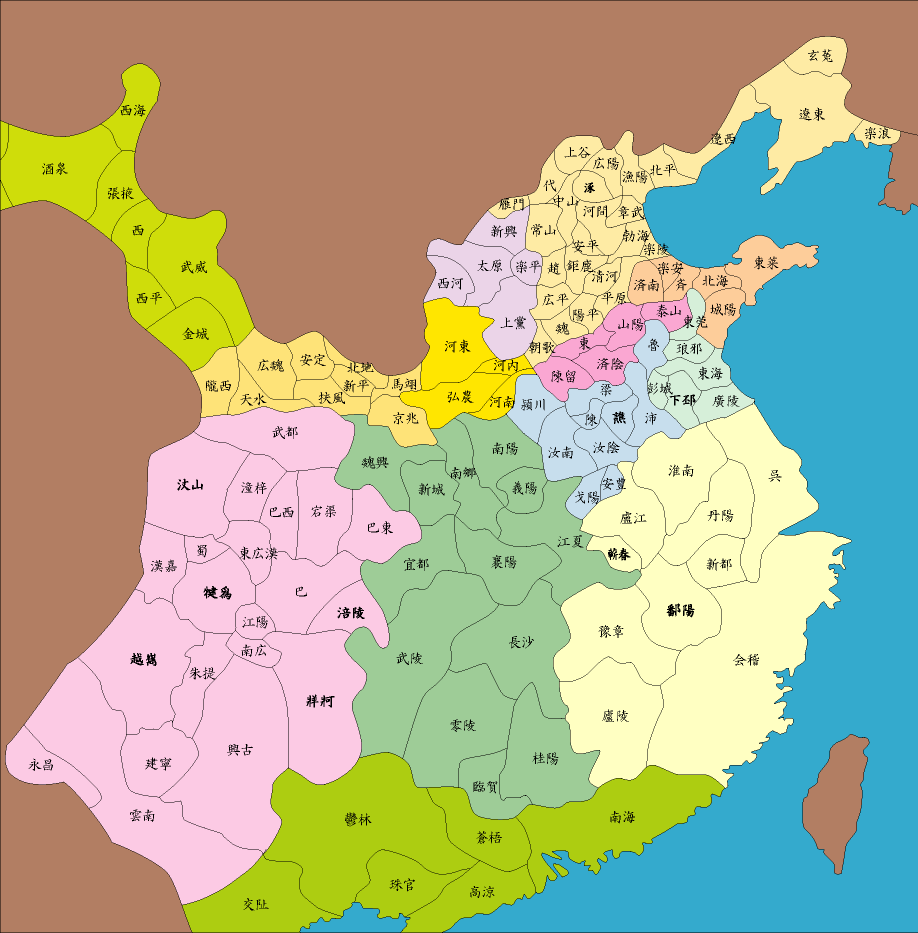 玄菟
遼東
楽浪
遼西
西海
酒泉
張掖
西
武威
西平
金城
上谷
広陽
漁陽
北平
代
涿
雁門
中山
河間
章武
常山
安平
勃海
楽陵
趙
鉅鹿
清河
広平
平原
陽平
魏
朝歌
新興
太原
楽平
西河
上黨
楽安
東莱
済南
斉
北海
城陽
泰山
山陽
東莞
東
済陰
陳留
魯
琅邪
東海
彭城
下邳
廣陵
河東
河内
弘農
河南
隴西
広魏
安定
北地
新平
馮翊
天水
扶風
京兆
潁川
梁
陳
譙
沛
汝南
汝陰
安豊
弋陽
武都
汶山
潼梓
巴西
宕渠
巴東
漢嘉
蜀
東広漢
犍爲
巴
涪陵
江陽
南広
越嶲
朱提
牂柯
永昌
建寧
興古
雲南
魏興
南陽
南郷
新城
義陽
江夏
宜都
襄陽
武陵
長沙
零陵
桂陽
臨賀
淮南
呉
廬江
丹陽
蘄春
新都
鄱陽
豫章
会稽
廬陵
鬱林
蒼梧
南海
珠官
高涼
交阯